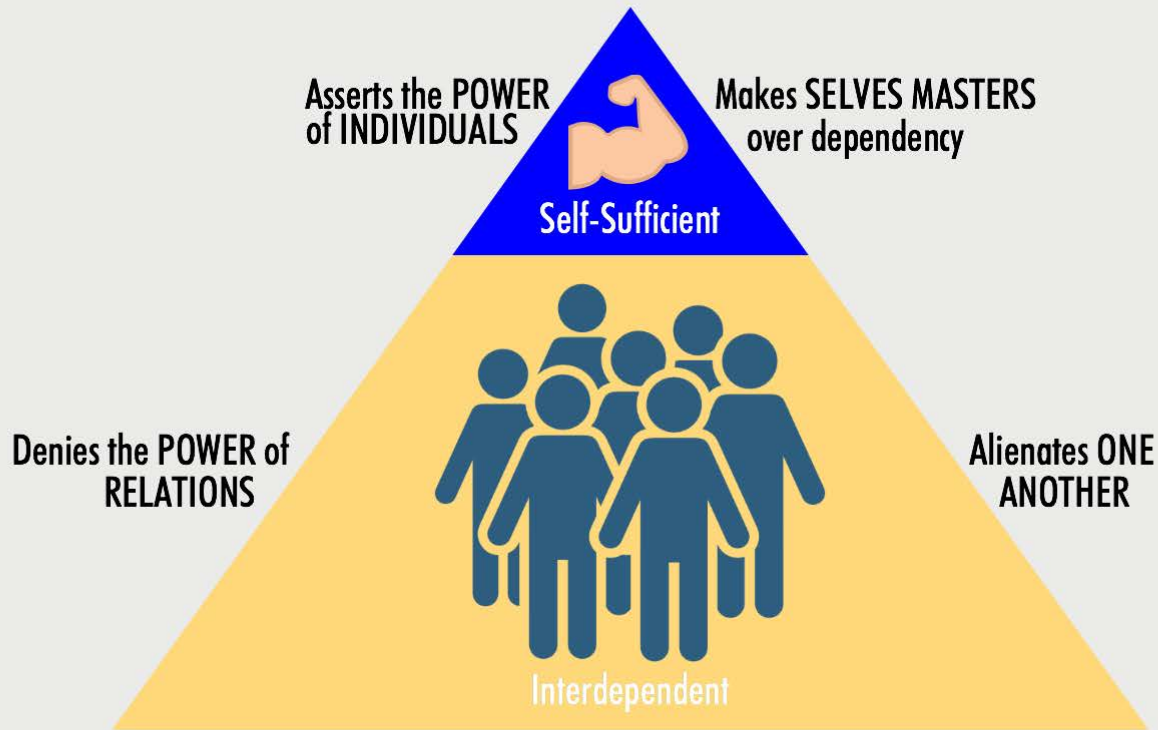 Asserts the POWER
of INDIVIDUALS
Makes SELVES MASTERS
over dependency
Self-Sufficient
Denies the POWER of
RELATIONS
Alienates ONE
ANOTHER
Interdependent